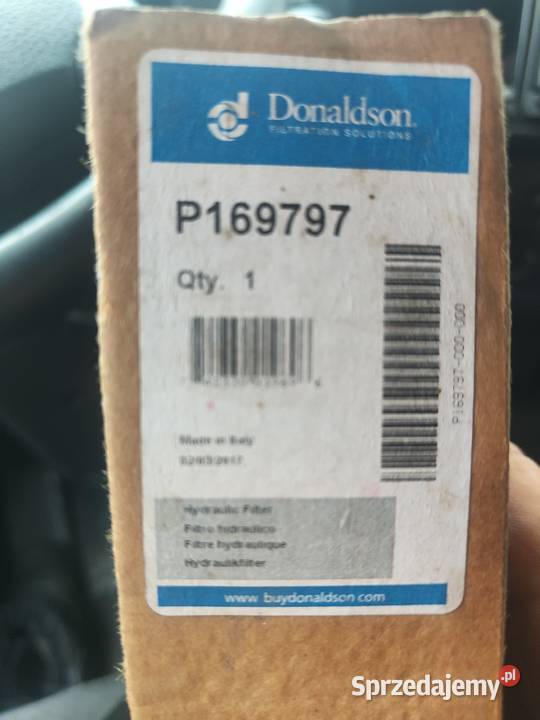 Donaldson.
FILTRATION SOLUTIONS
P169797
Qty. 1
P169797-000-000
Made in Italy
Hydraulic Filter
Filtro hidraulico
Filtre hydraulique
Hydraulikfilter
www.buydonaldson.com
Sprzedajemy.pl